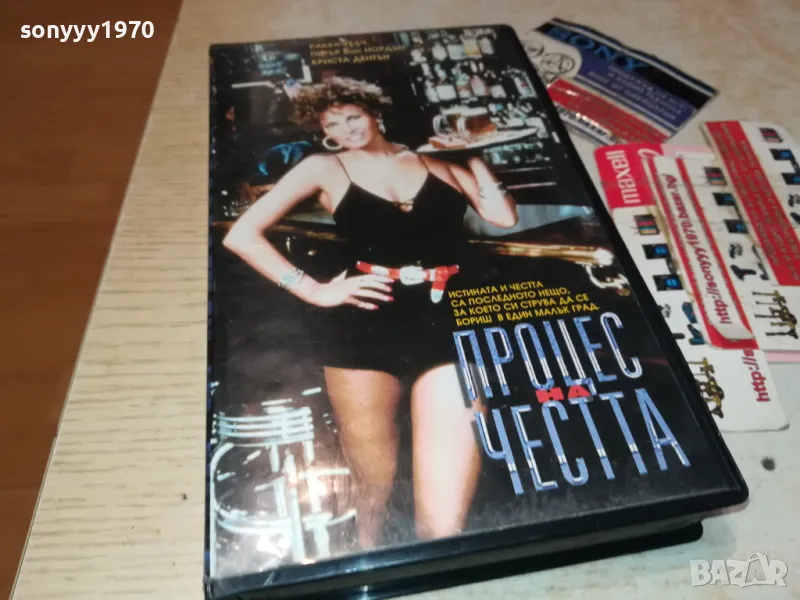 sonyyy1970
РАКЕЛ УЕЛЧ
ПИТЪР ВАН НОРДЪН
КРИСТА ДЕНТЪН
ИСТИНАТА И ЧЕСТТА
СА ПОСЛЕДНОТО НЕЩО,
ЗА КОЕТО СИ СТРУВА ДА СЕ
БОРИШ В ЕДИН МАЛЪК ГРАД.
ПРОЦЕС
НА
ЧЕСТТА
SONY
maxell
http://sonyyy1970.bazar.bg/
BAZAR